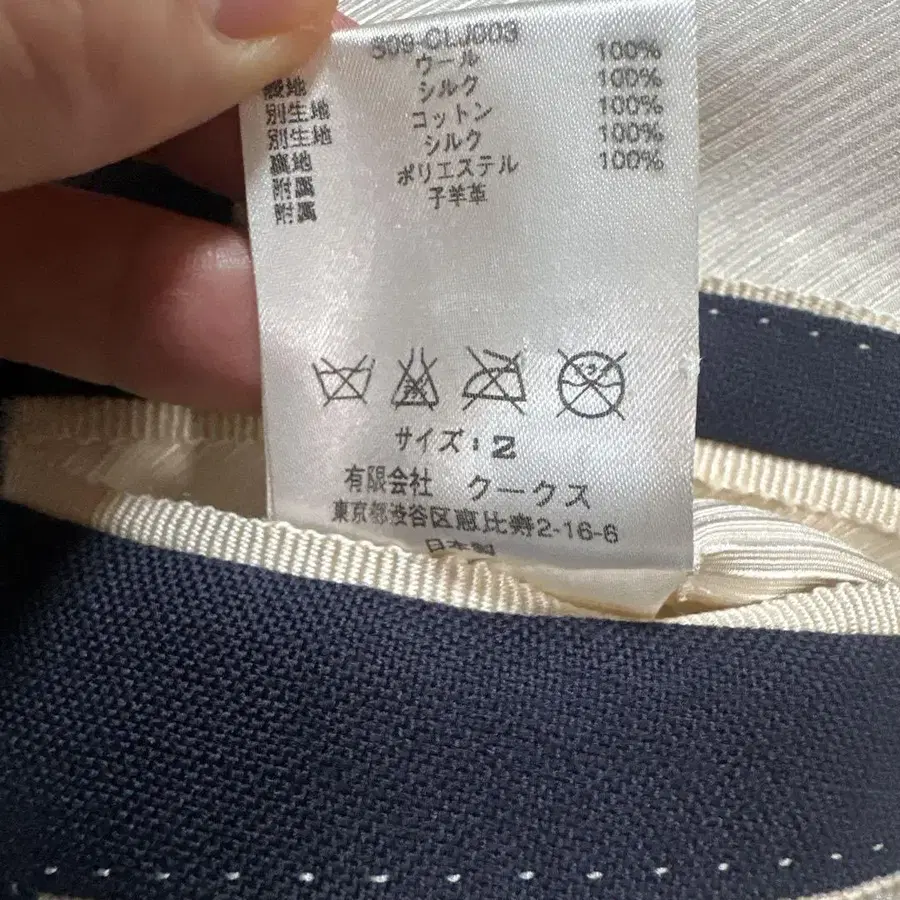 S09-CLJ003
表地 ウール 100%
別生地 シルク 100%
別生地 コットン 100%
裏地 シルク 100%
附属 ポリエステル 100%
附属 子羊革
サイズ：2
有限会社 クークス
東京都渋谷区恵比寿2-16-6
日本製